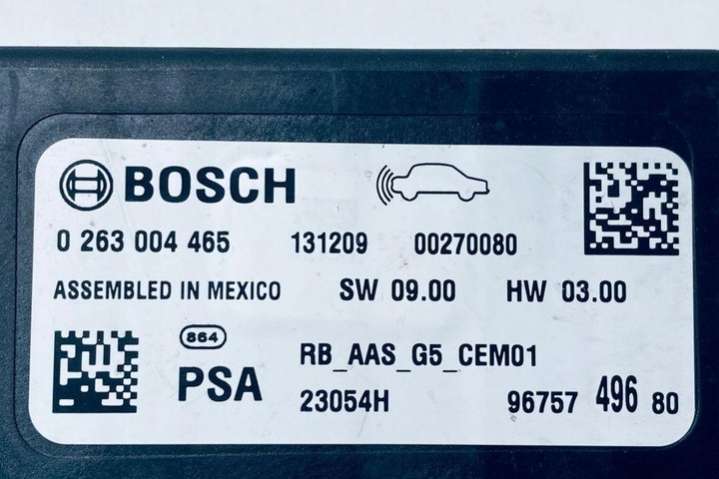 BOSCH
0 263 004 465 131209 00270080
ASSEMBLED IN MEXICO SW 09.00 HW 03.00
864
PSA
RB_AAS_G5_CEM01
23054H 96757 496 80